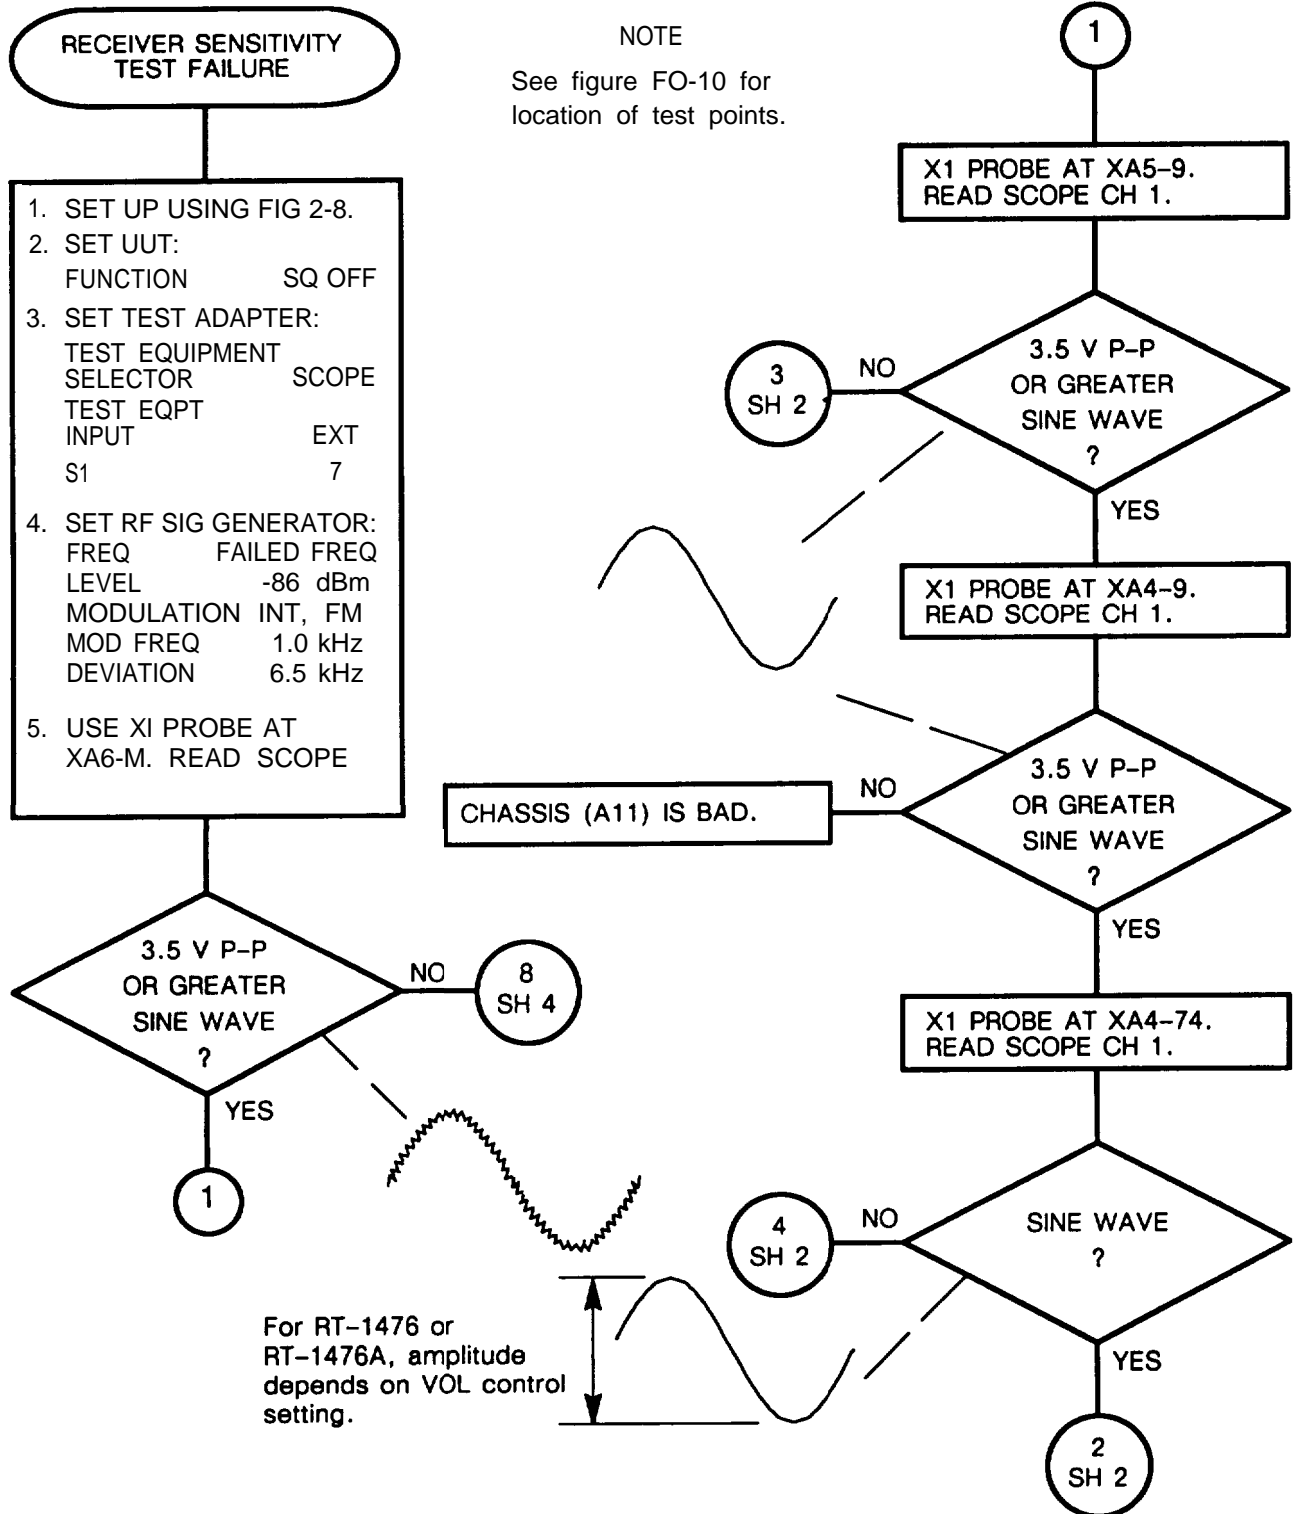 RECEIVER SENSITIVITY
TEST FAILURE
1. SET UP USING FIG 2-8.
2. SET UUT:
FUNCTION SQ OFF
3. SET TEST ADAPTER:
TEST EQUIPMENT
SELECTOR SCOPE
TEST EQPT
INPUT EXT
S1 7
4. SET RF SIG GENERATOR:
FREQ FAILED FREQ
LEVEL -86 dBm
MODULATION INT, FM
MOD FREQ 1.0 kHz
DEVIATION 6.5 kHz
5. USE XI PROBE AT
XA6-M. READ SCOPE
3.5 V P-P
OR GREATER
SINE WAVE
?
NO
8
SH 4
YES
1
NOTE
See figure FO-10 for
location of test points.
1
X1 PROBE AT XA5-9.
READ SCOPE CH 1.
3.5 V P-P
OR GREATER
SINE WAVE
?
NO
3
SH 2
YES
X1 PROBE AT XA4-9.
READ SCOPE CH 1.
3.5 V P-P
OR GREATER
SINE WAVE
?
NO
CHASSIS (A11) IS BAD.
YES
X1 PROBE AT XA4-74.
READ SCOPE CH 1.
SINE WAVE
?
NO
4
SH 2
YES
2
SH 2
For RT-1476 or
RT-1476A, amplitude
depends on VOL control
setting.